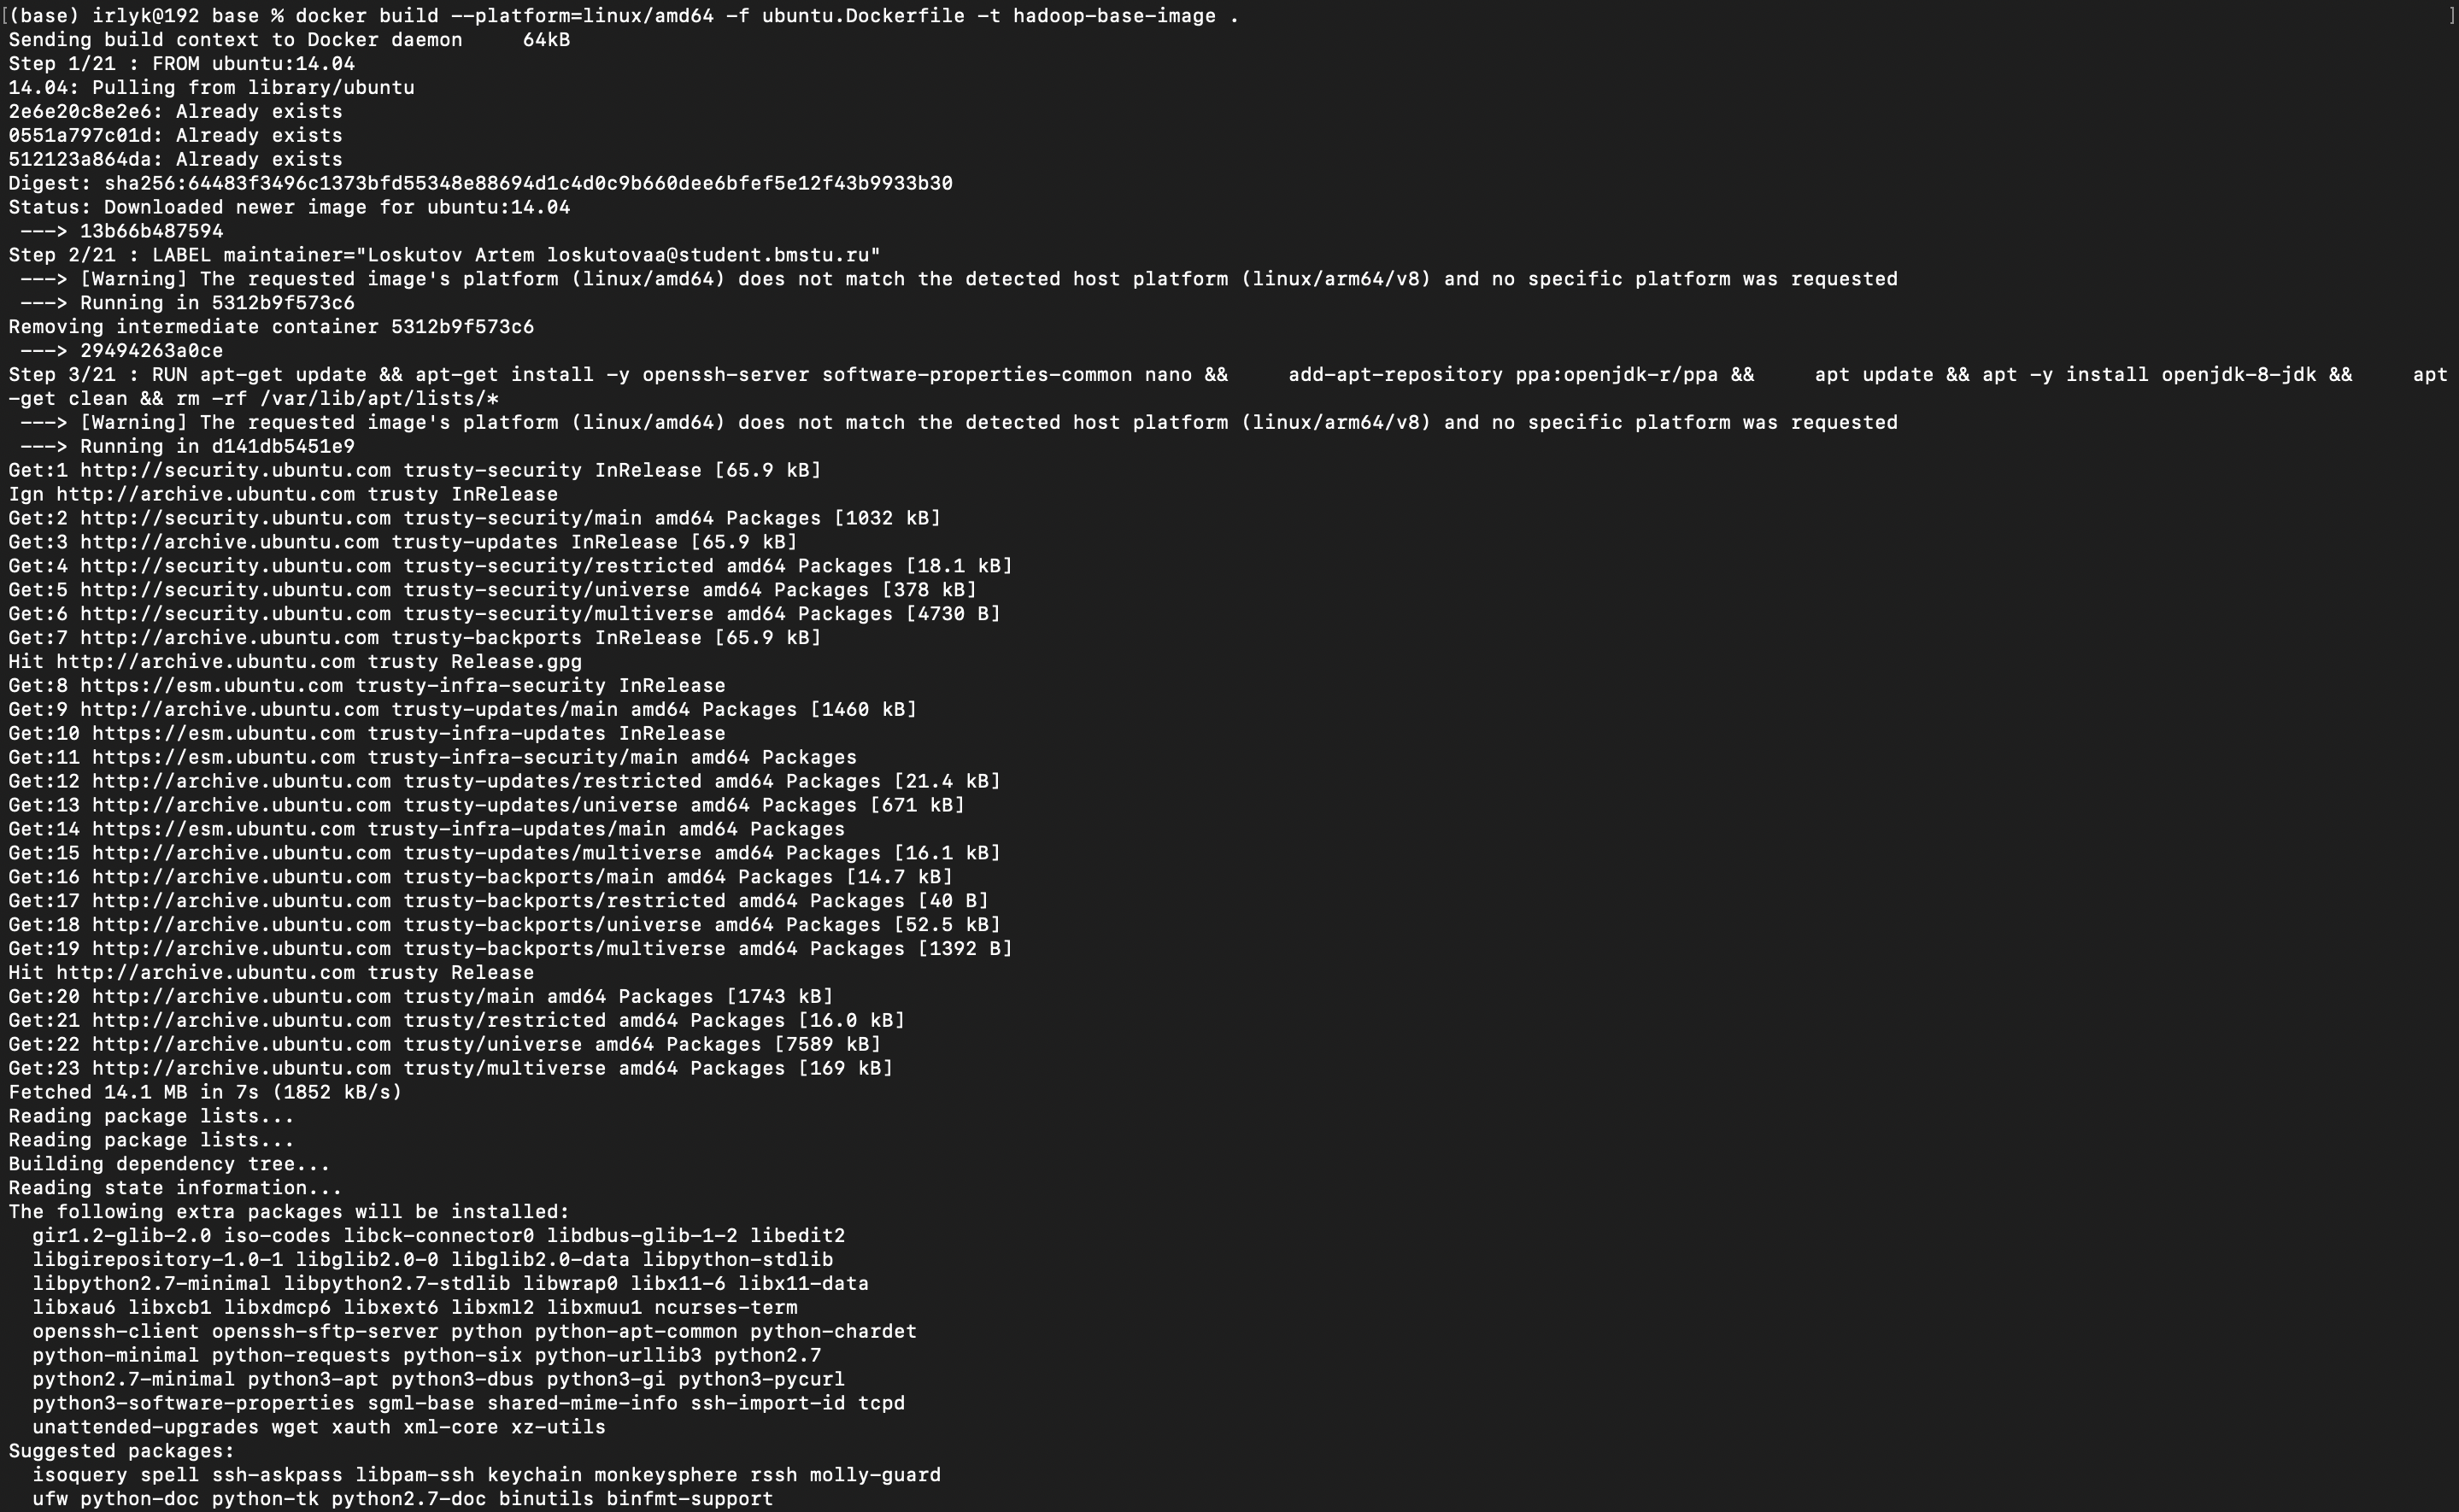 [(base) irlyk@192 base % docker build --platform=linux/amd64 -f ubuntu.Dockerfile -t hadoop-base-image . ]
Sending build context to Docker daemon     64kB
Step 1/21 : FROM ubuntu:14.04
14.04: Pulling from library/ubuntu
2e6e20c8e2e6: Already exists
0551a797c01d: Already exists
512123a864da: Already exists
Digest: sha256:64483f3496c1373bfd55348e88694d1c4d0c9b660dee6bfef5e12f43b9933b30
Status: Downloaded newer image for ubuntu:14.04
 ---> 13b66b487594
Step 2/21 : LABEL maintainer="Loskutov Artem loskutovaa@student.bmstu.ru"
 ---> [Warning] The requested image's platform (linux/amd64) does not match the detected host platform (linux/arm64/v8) and no specific platform was requested
 ---> Running in 5312b9f573c6
Removing intermediate container 5312b9f573c6
 ---> 29494263a0ce
Step 3/21 : RUN apt-get update && apt-get install -y openssh-server software-properties-common nano &&     add-apt-repository ppa:openjdk-r/ppa &&     apt update && apt -y install openjdk-8-jdk &&     apt
-get clean && rm -rf /var/lib/apt/lists/*
 ---> [Warning] The requested image's platform (linux/amd64) does not match the detected host platform (linux/arm64/v8) and no specific platform was requested
 ---> Running in d141db5451e9
Get:1 http://security.ubuntu.com trusty-security InRelease [65.9 kB]
Ign http://archive.ubuntu.com trusty InRelease
Get:2 http://security.ubuntu.com trusty-security/main amd64 Packages [1032 kB]
Get:3 http://archive.ubuntu.com trusty-updates InRelease [65.9 kB]
Get:4 http://security.ubuntu.com trusty-security/restricted amd64 Packages [18.1 kB]
Get:5 http://security.ubuntu.com trusty-security/universe amd64 Packages [378 kB]
Get:6 http://security.ubuntu.com trusty-security/multiverse amd64 Packages [4730 B]
Get:7 http://archive.ubuntu.com trusty-backports InRelease [65.9 kB]
Hit http://archive.ubuntu.com trusty Release.gpg
Get:8 https://esm.ubuntu.com trusty-infra-security InRelease
Get:9 http://archive.ubuntu.com trusty-updates/main amd64 Packages [1460 kB]
Get:10 https://esm.ubuntu.com trusty-infra-updates InRelease
Get:11 https://esm.ubuntu.com trusty-infra-security/main amd64 Packages
Get:12 http://archive.ubuntu.com trusty-updates/restricted amd64 Packages [21.4 kB]
Get:13 http://archive.ubuntu.com trusty-updates/universe amd64 Packages [671 kB]
Get:14 https://esm.ubuntu.com trusty-infra-updates/main amd64 Packages
Get:15 http://archive.ubuntu.com trusty-updates/multiverse amd64 Packages [16.1 kB]
Get:16 http://archive.ubuntu.com trusty-backports/main amd64 Packages [14.7 kB]
Get:17 http://archive.ubuntu.com trusty-backports/restricted amd64 Packages [40 B]
Get:18 http://archive.ubuntu.com trusty-backports/universe amd64 Packages [52.5 kB]
Get:19 http://archive.ubuntu.com trusty-backports/multiverse amd64 Packages [1392 B]
Hit http://archive.ubuntu.com trusty Release
Get:20 http://archive.ubuntu.com trusty/main amd64 Packages [1743 kB]
Get:21 http://archive.ubuntu.com trusty/restricted amd64 Packages [16.0 kB]
Get:22 http://archive.ubuntu.com trusty/universe amd64 Packages [7589 kB]
Get:23 http://archive.ubuntu.com trusty/multiverse amd64 Packages [169 kB]
Fetched 14.1 MB in 7s (1852 kB/s)
Reading package lists...
Reading package lists...
Building dependency tree...
Reading state information...
The following extra packages will be installed:
  gir1.2-glib-2.0 iso-codes libck-connector0 libdbus-glib-1-2 libedit2
  libgirepository-1.0-1 libglib2.0-0 libglib2.0-data libpython-stdlib
  libpython2.7-minimal libpython2.7-stdlib libwrap0 libx11-6 libx11-data
  libxau6 libxcb1 libxdmcp6 libxext6 libxml2 libxmuu1 ncurses-term
  openssh-client openssh-sftp-server python python-apt-common python-chardet
  python-minimal python-requests python-six python-urllib3 python2.7
  python2.7-minimal python3-apt python3-dbus python3-gi python3-pycurl
  python3-software-properties sgml-base shared-mime-info ssh-import-id tcpd
  unattended-upgrades wget xauth xml-core xz-utils
Suggested packages:
  isoquery spell ssh-askpass libpam-ssh keychain monkeysphere rssh molly-guard
  ufw python-doc python-tk python2.7-doc binutils binfmt-support